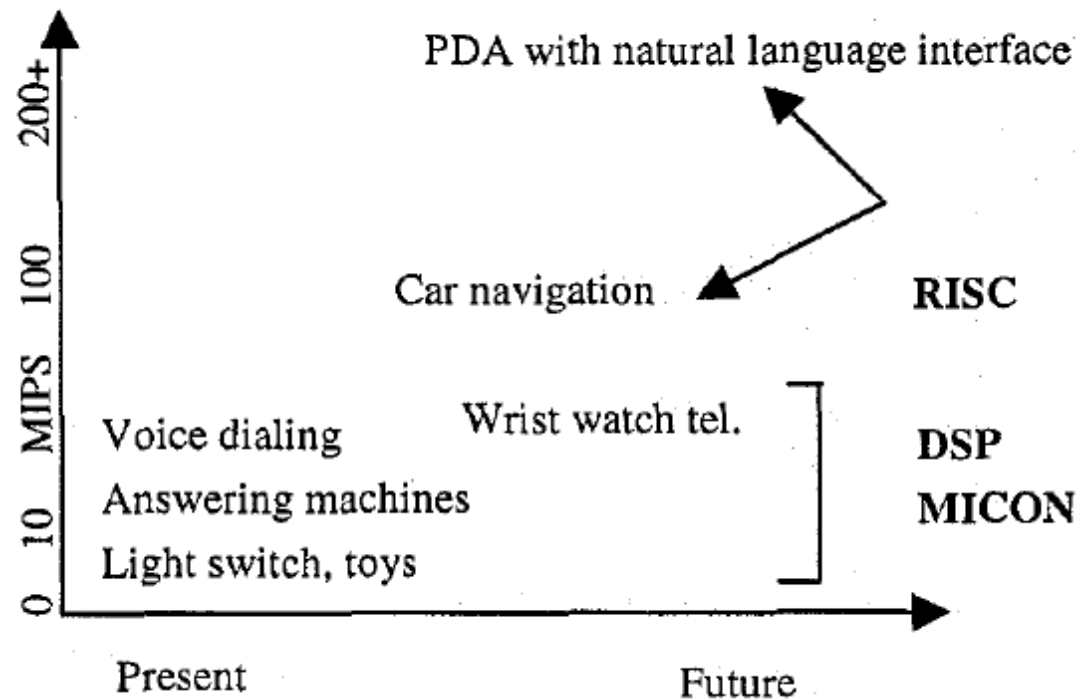 PDA with natural language interface
200+
Car navigation
RISC
100
MIPS
Wrist watch tel.
Voice dialing
DSP
Answering machines
MICON
10
Light switch, toys
0
Present
Future